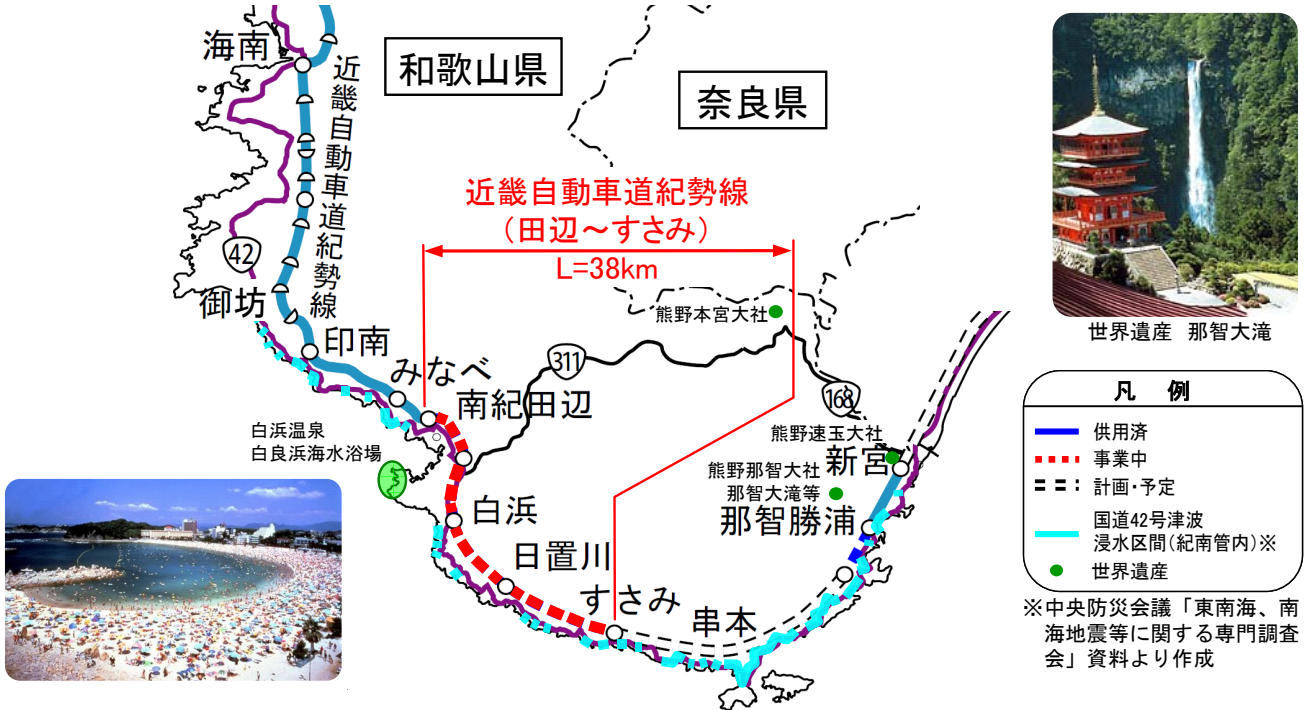 海南
近畿自動車道紀勢線
和歌山県
奈良県
近畿自動車道紀勢線
(田辺～すさみ)
L=38km
42
御坊
印南
みなべ
南紀田辺
311
熊野本宮大社
168
白浜温泉
白良浜海水浴場
熊野速玉大社
新宮
熊野那智大社
那智大滝等
那智勝浦
白浜
日置川
すさみ
串本
世界遺産 那智大滝
凡 例
供用済
事業中
計画・予定
国道42号津波
浸水区間(紀南管内)※
世界遺産
※中央防災会議「東南海、南
海地震等に関する専門調査
会」資料より作成